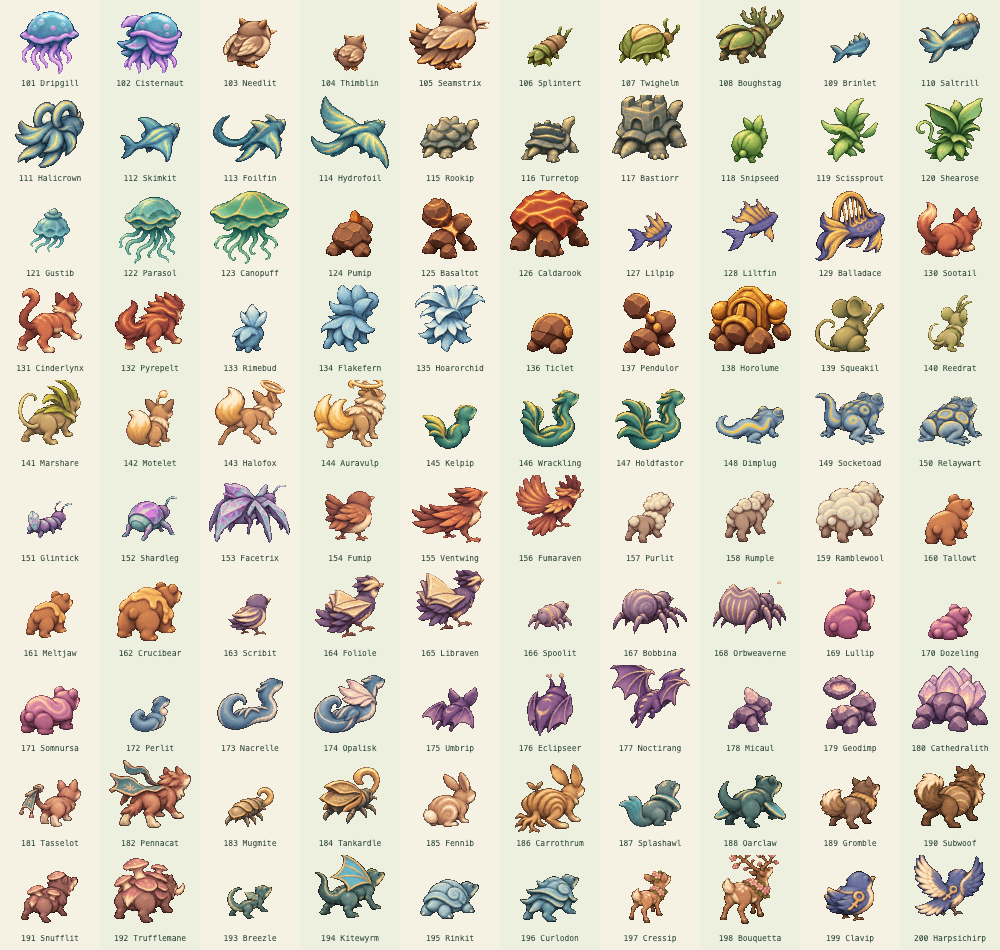 101 Dripgill 102 Cisternaut 103 Needlit 104 Thimblin 105 Seamstrix 106 Splintert 107 Twighelm 108 Boughstag 109 Brinlet 110 Saltrill
111 Halicrown 112 Skimkit 113 Foilfin 114 Hydrofoil 115 Rookip 116 Turretop 117 Bastiorr 118 Snipseed 119 Scissprout 120 Shearose
121 Gustib 122 Parasol 123 Canopuff 124 Pumip 125 Basaltot 126 Caldarook 127 Lilpip 128 Liltfin 129 Balladace 130 Sootail
131 Cinderlynx 132 Pyrepelt 133 Rimebud 134 Flakefern 135 Hoarorchid 136 Ticlet 137 Pendulor 138 Horolume 139 Squeakil 140 Reedrat
141 Marshare 142 Motelet 143 Halofox 144 Auravulp 145 Kelpip 146 Wrackling 147 Holdfastor 148 Dimplug 149 Socketoad 150 Relaywart
151 Glintick 152 Shardleg 153 Facetrix 154 Fumip 155 Ventwing 156 Fumaraven 157 Purlit 158 Rumple 159 Ramblewool 160 Tallowt
161 Meltjaw 162 Crucibear 163 Scribit 164 Foliole 165 Libraven 166 Spoolit 167 Bobbina 168 Orbweaverne 169 Lullip 170 Dozeling
171 Somnursa 172 Perlit 173 Nacrelle 174 Opalisk 175 Umbrip 176 Eclipseer 177 Noctirang 178 Micaul 179 Geodimp 180 Cathedralith
181 Tasselot 182 Pennacat 183 Mugmite 184 Tankardle 185 Fennib 186 Carrothrum 187 Splashawl 188 Oarclaw 189 Gromble 190 Subwoof
191 Snufflit 192 Trufflemane 193 Breezle 194 Kitewyrm 195 Rinkit 196 Curlodon 197 Cressip 198 Bouquetta 199 Clavip 200 Harpsichirp